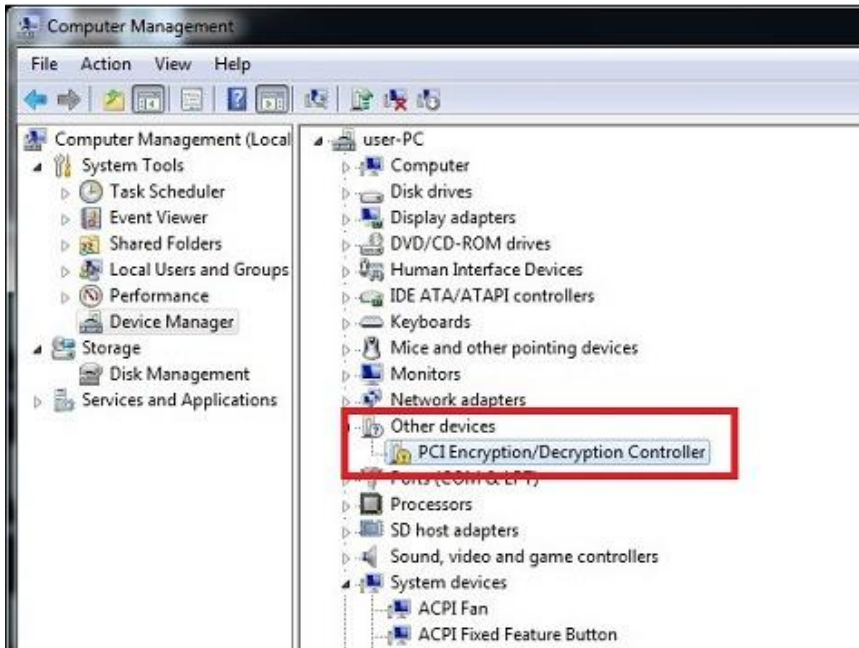 Computer Management
File Action View Help
Computer Management (Local
System Tools
Task Scheduler
Event Viewer
Shared Folders
Local Users and Groups
Performance
Device Manager
Storage
Disk Management
Services and Applications
user-PC
Computer
Disk drives
Display adapters
DVD/CD-ROM drives
Human Interface Devices
IDE ATA/ATAPI controllers
Keyboards
Mice and other pointing devices
Monitors
Network adapters
Other devices
PCI Encryption/Decryption Controller
Ports (COM & LPT)
Processors
SD host adapters
Sound, video and game controllers
System devices
ACPI Fan
ACPI Fixed Feature Button